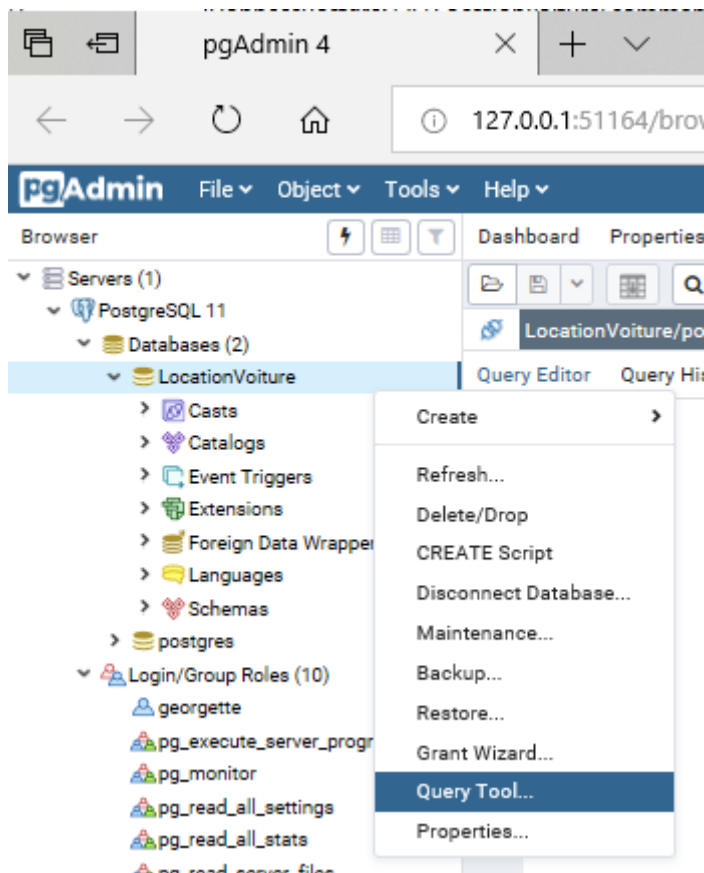 pgAdmin 4
127.0.0.1:51164/brow
pgAdmin File Object Tools Help
Browser
Dashboard Properties
Servers (1)
PostgreSQL 11
Databases (2)
LocationVoiture/po
LocationVoiture
Query Editor Query His
Casts
Catalogs
Event Triggers
Extensions
Foreign Data Wrapper
Languages
Schemas
postgres
Login/Group Roles (10)
georgette
pg_execute_server_progr
pg_monitor
pg_read_all_settings
pg_read_all_stats
pg_read_server_files
Create
Refresh...
Delete/Drop
CREATE Script
Disconnect Database...
Maintenance...
Backup...
Restore...
Grant Wizard...
Query Tool...
Properties...